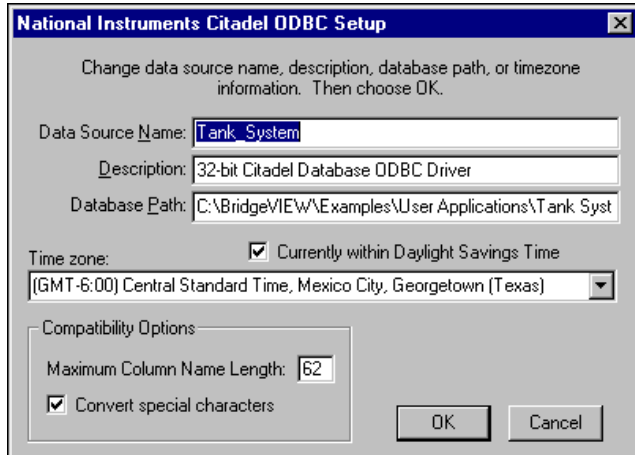 National Instruments Citadel ODBC Setup
Change data source name, description, database path, or timezone
information. Then choose OK.
Data Source Name: Tank_System
Description: 32-bit Citadel Database ODBC Driver
Database Path: C:\BridgeVIEW\Examples\User Applications\Tank Syst
Time zone: Currently within Daylight Savings Time
(GMT-6:00) Central Standard Time, Mexico City, Georgetown (Texas)
Compatibility Options
Maximum Column Name Length: 62
Convert special characters
OK Cancel